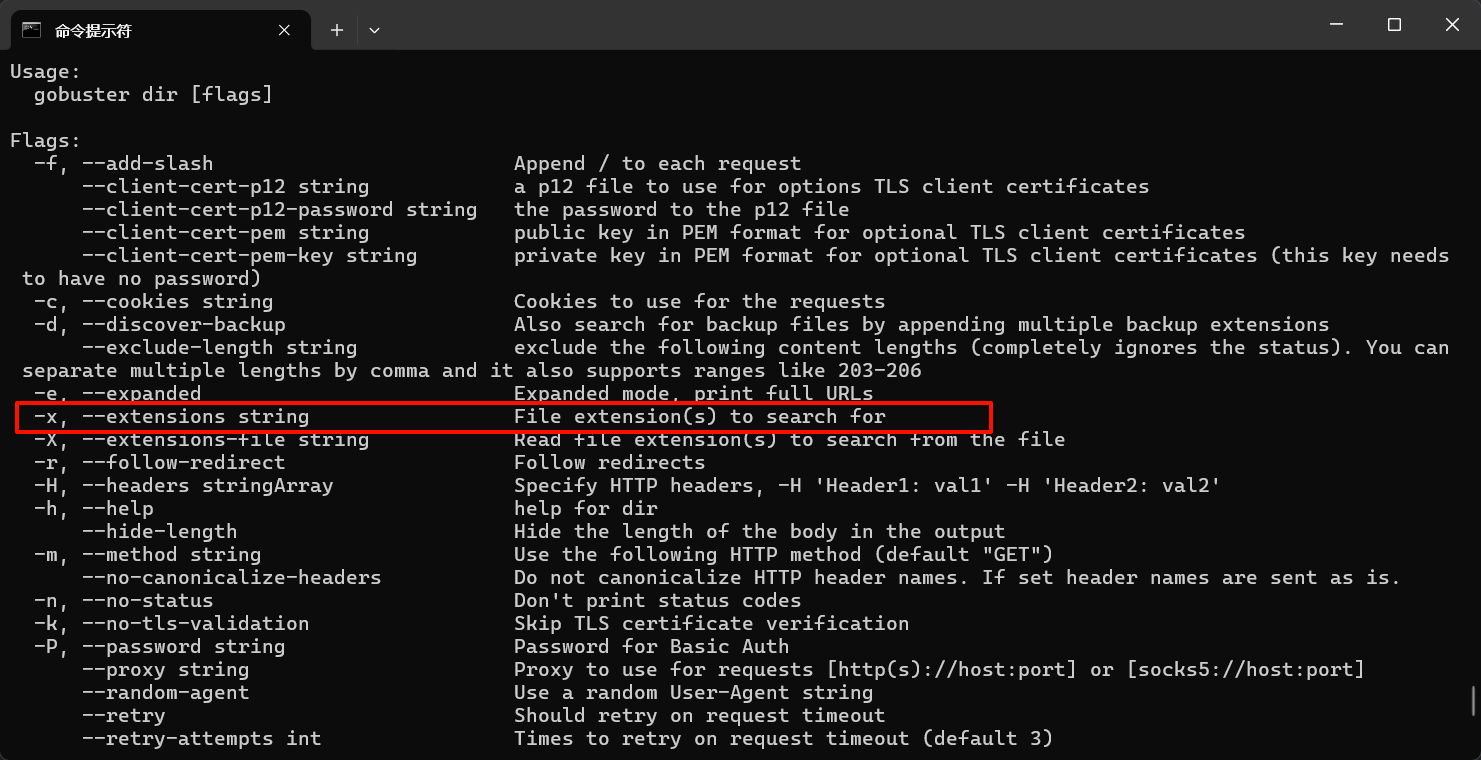 命令提示符
Usage:
  gobuster dir [flags]

Flags:
  -f, --add-slash                         Append / to each request
      --client-cert-p12 string            a p12 file to use for options TLS client certificates
      --client-cert-p12-password string   the password to the p12 file
      --client-cert-pem string            public key in PEM format for optional TLS client certificates
      --client-cert-pem-key string        private key in PEM format for optional TLS client certificates (this key needs
 to have no password)
  -c, --cookies string                    Cookies to use for the requests
  -d, --discover-backup                   Also search for backup files by appending multiple backup extensions
      --exclude-length string             exclude the following content lengths (completely ignores the status). You can
 separate multiple lengths by comma and it also supports ranges like 203-206
  -e, --expanded                          Expanded mode, print full URLs
  -x, --extensions string                 File extension(s) to search for
  -X, --extensions-file string            Read file extension(s) to search from the file
  -r, --follow-redirect                   Follow redirects
  -H, --headers stringArray               Specify HTTP headers, -H 'Header1: val1' -H 'Header2: val2'
  -h, --help                              help for dir
      --hide-length                       Hide the length of the body in the output
  -m, --method string                     Use the following HTTP method (default "GET")
      --no-canonicalize-headers           Do not canonicalize HTTP header names. If set header names are sent as is.
  -n, --no-status                         Don't print status codes
  -k, --no-tls-validation                 Skip TLS certificate verification
  -P, --password string                   Password for Basic Auth
      --proxy string                      Proxy to use for requests [http(s)://host:port] or [socks5://host:port]
      --random-agent                      Use a random User-Agent string
      --retry                             Should retry on request timeout
      --retry-attempts int                Times to retry on request timeout (default 3)